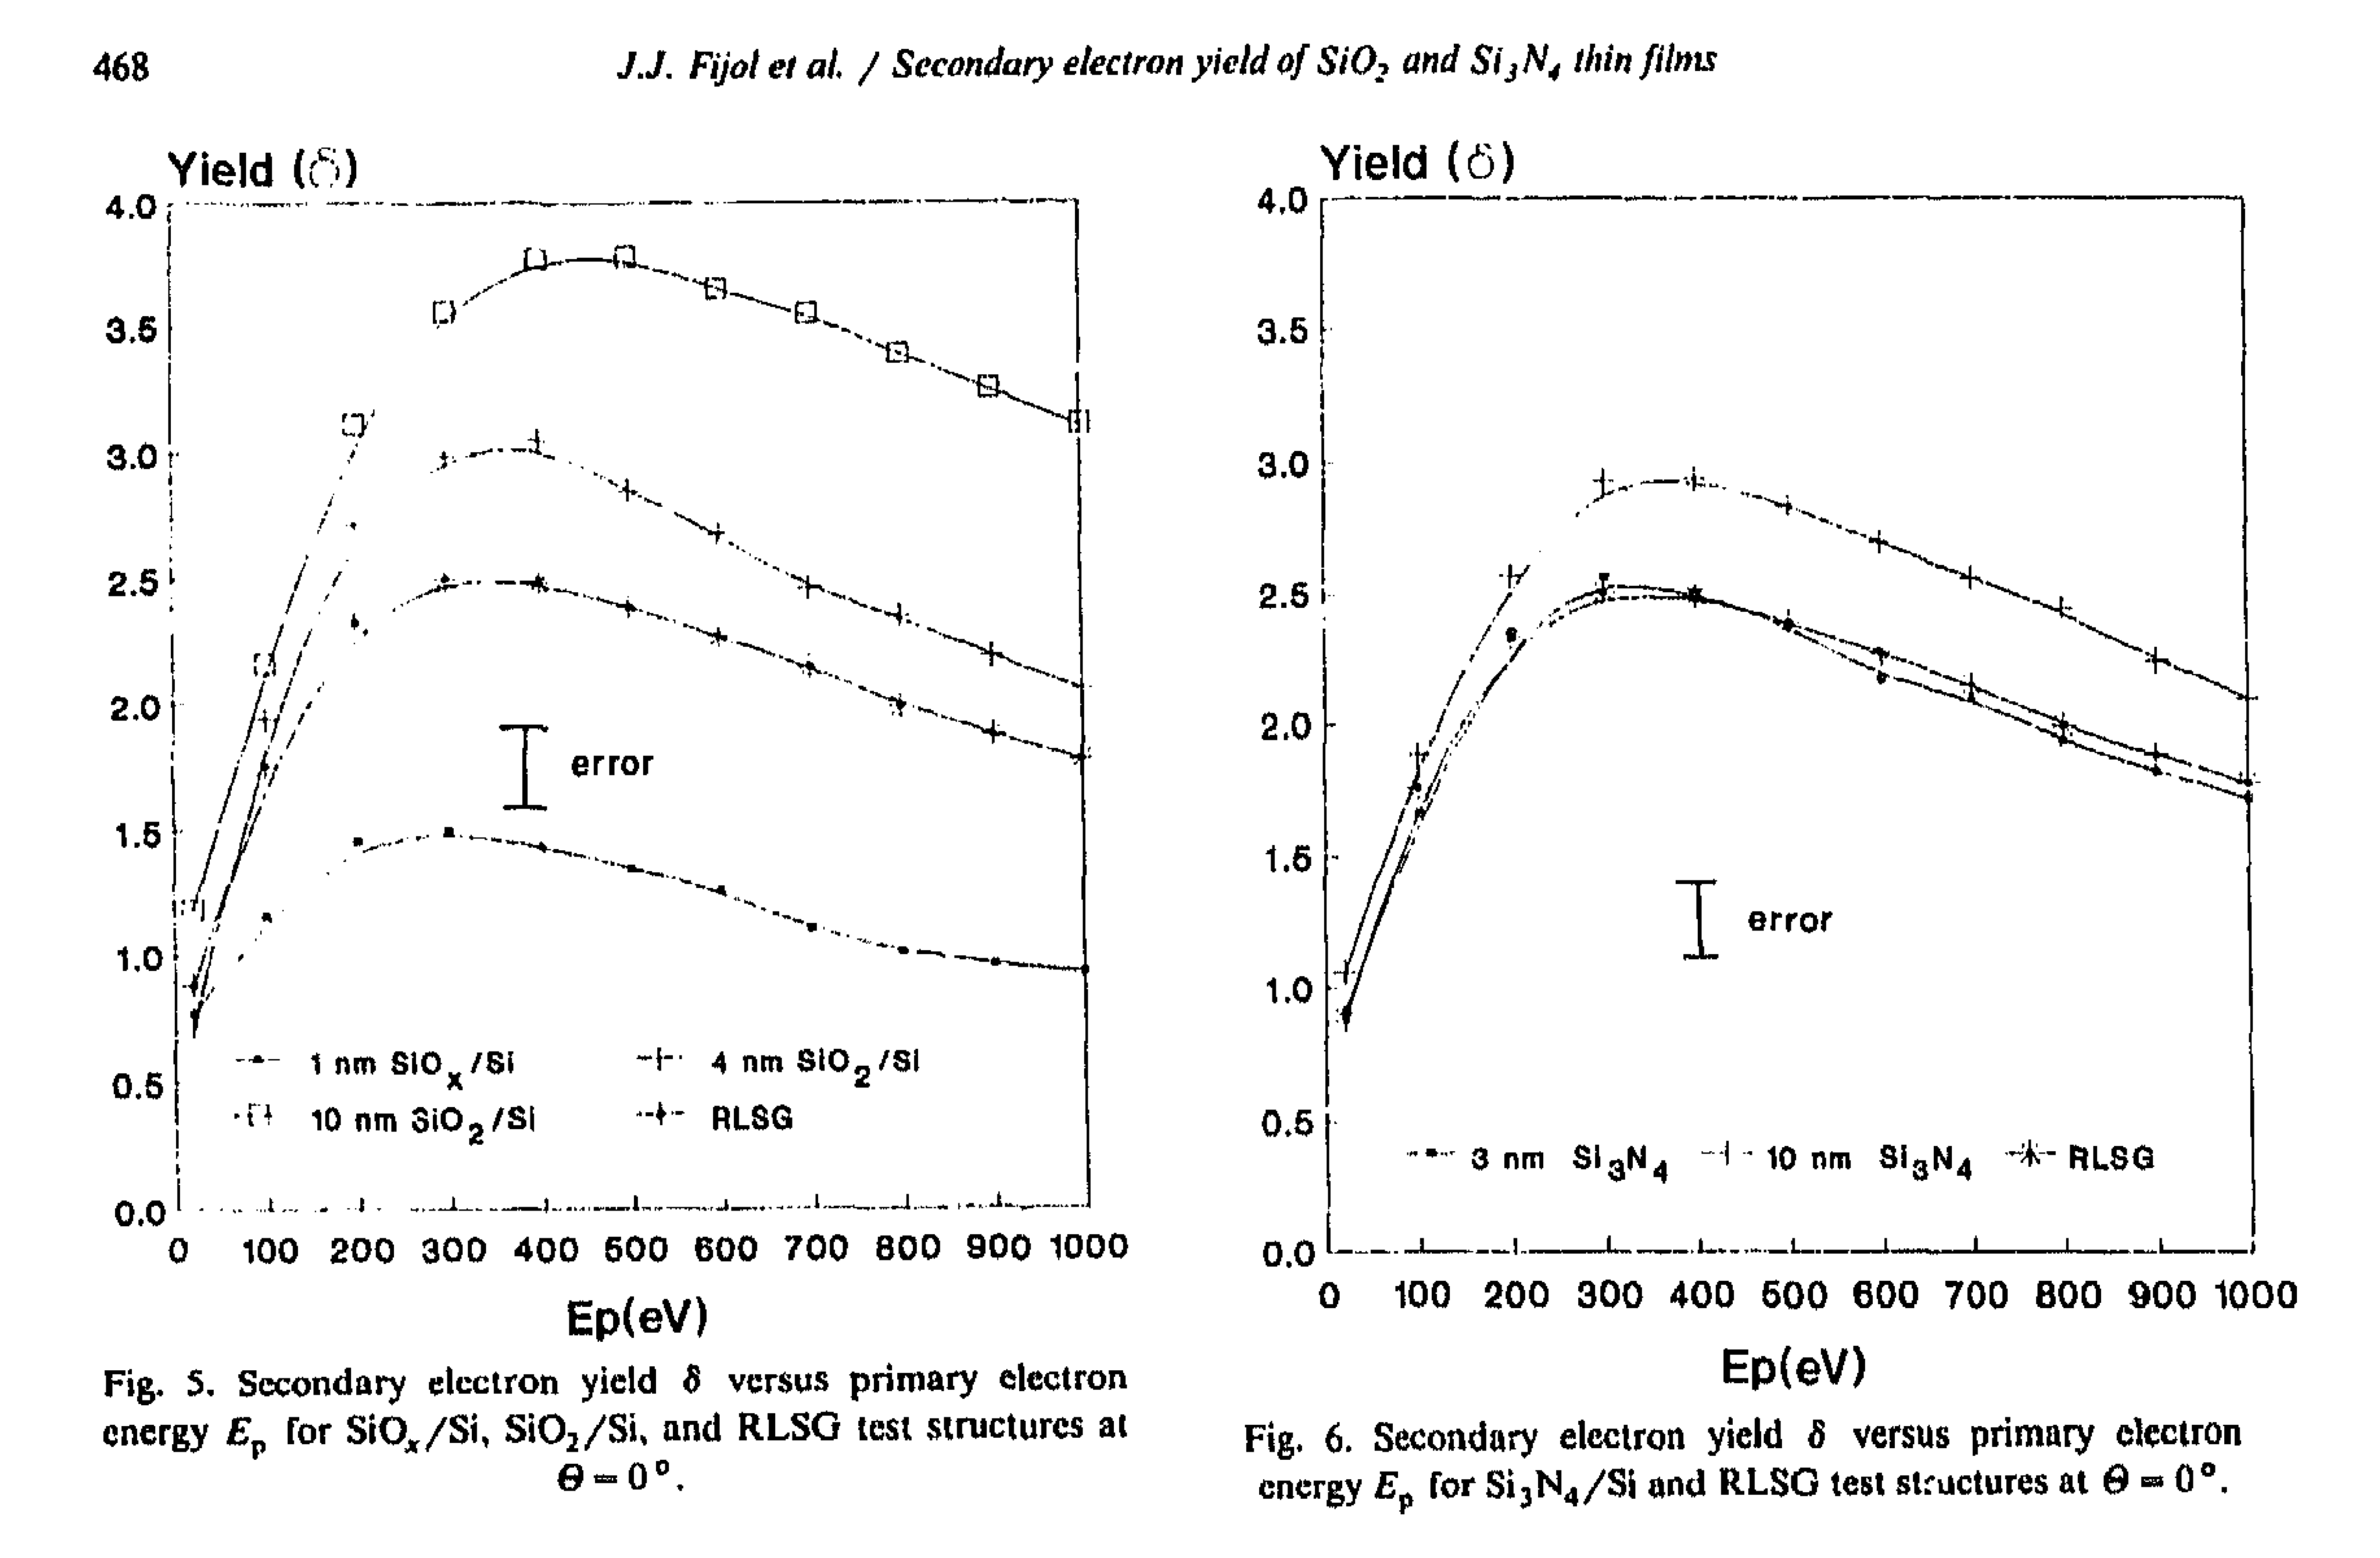 468
J.J. Fijol et al. / Secondary electron yield of SiO₂ and Si₃N₄ thin films
Yield (δ)
4.0
3.5
3.0
2.5
2.0
1.5
1.0
0.5
0.0
error
1 nm SiOₓ/Si
4 nm SiO₂/Si
10 nm SiO₂/Si
RLSG
0 100 200 300 400 500 600 700 800 900 1000
Ep(eV)
Fig. 5. Secondary electron yield δ versus primary electron
energy Eₚ for SiOₓ/Si, SiO₂/Si, and RLSG test structures at
Θ = 0°.
Yield (δ)
4.0
3.5
3.0
2.5
2.0
1.5
1.0
0.5
0.0
error
3 nm Si₃N₄ 10 nm Si₃N₄ RLSG
0 100 200 300 400 500 600 700 800 900 1000
Ep(eV)
Fig. 6. Secondary electron yield δ versus primary electron
energy Eₚ for Si₃N₄/Si and RLSG test structures at Θ = 0°.